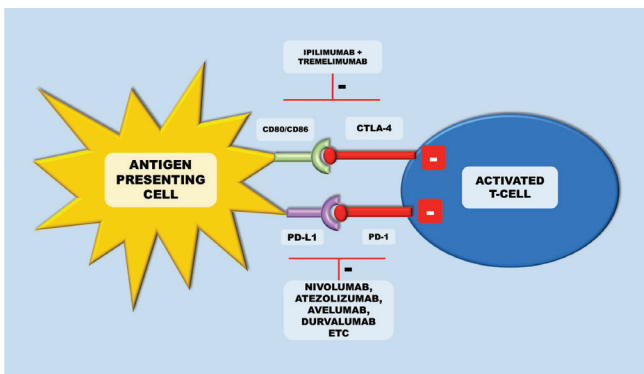 IPILIMUMAB +
TREMELIMUMAB
-
CD80/CD86
CTLA-4
-
ANTIGEN
PRESENTING
CELL
ACTIVATED
T-CELL
-
PD-L1
PD-1
-
NIVOLUMAB,
ATEZOLIZUMAB,
AVELUMAB,
DURVALUMAB
ETC